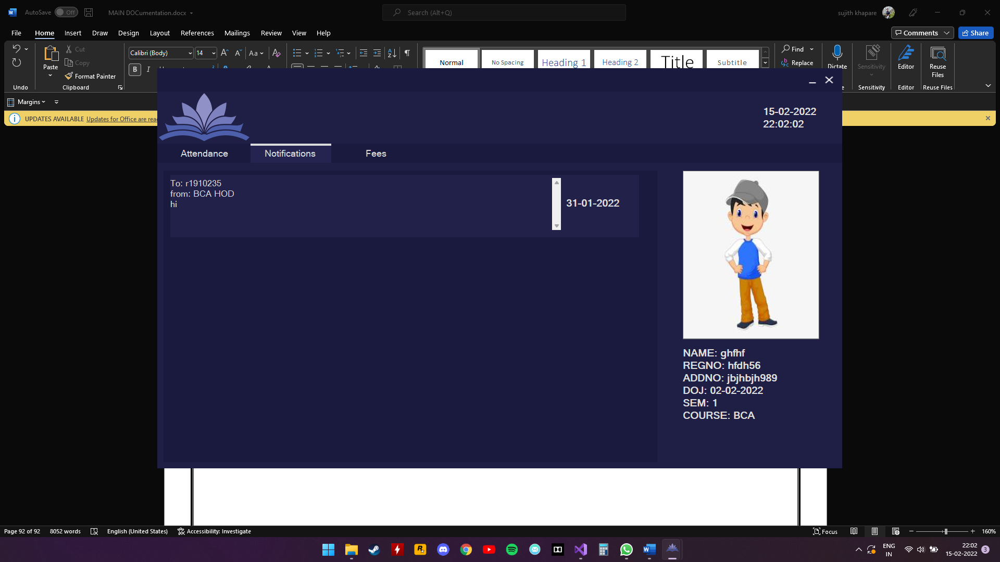 AutoSave Off MAIN DOCumentation.docx Search (Alt+Q) sujith khapare
File Home Insert Draw Design Layout References Mailings Review View Help Comments Share
Cut
Calibri (Body) 14 Aa
Find
Normal No Spacing Heading 1 Heading 2 Title Subtitle
Paste Copy Replace Dictate Sensitivity Editor Reuse Files
B I
Format Painter
Undo Clipboard Sensitivity Editor Reuse Files
Margins
UPDATES AVAILABLE Updates for Office are
15-02-2022
22:02:02
Attendance Notifications Fees
To: r1910235
from: BCA HOD
hi
31-01-2022
NAME: ghfhf
REGNO: hfdh56
ADDNO: jbjhbjh989
DOJ: 02-02-2022
SEM: 1
COURSE: BCA
Page 92 of 92 8052 words English (United States) Accessibility: Investigate Focus 160%
ENG
IN
22:02
15-02-2022
3